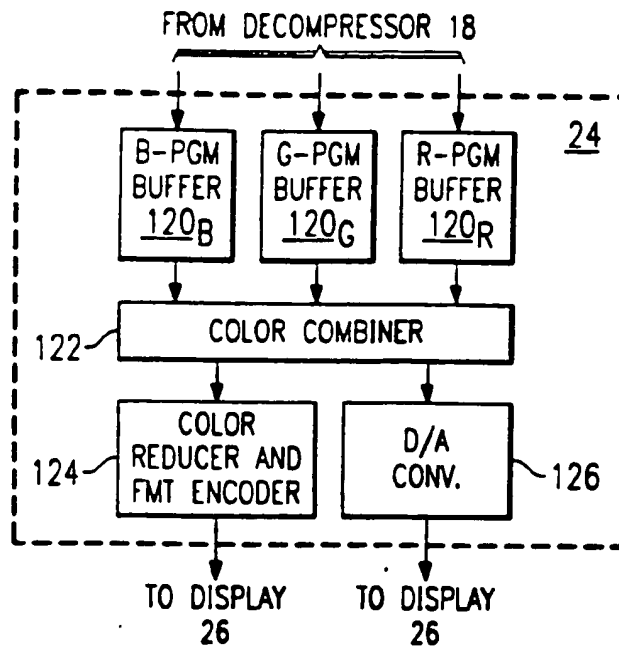 FROM DECOMPRESSOR 18
24
B-PGM BUFFER 120B
G-PGM BUFFER 120G
R-PGM BUFFER 120R
122
COLOR COMBINER
124
COLOR REDUCER AND FMT ENCODER
D/A CONV.
126
TO DISPLAY 26
TO DISPLAY 26